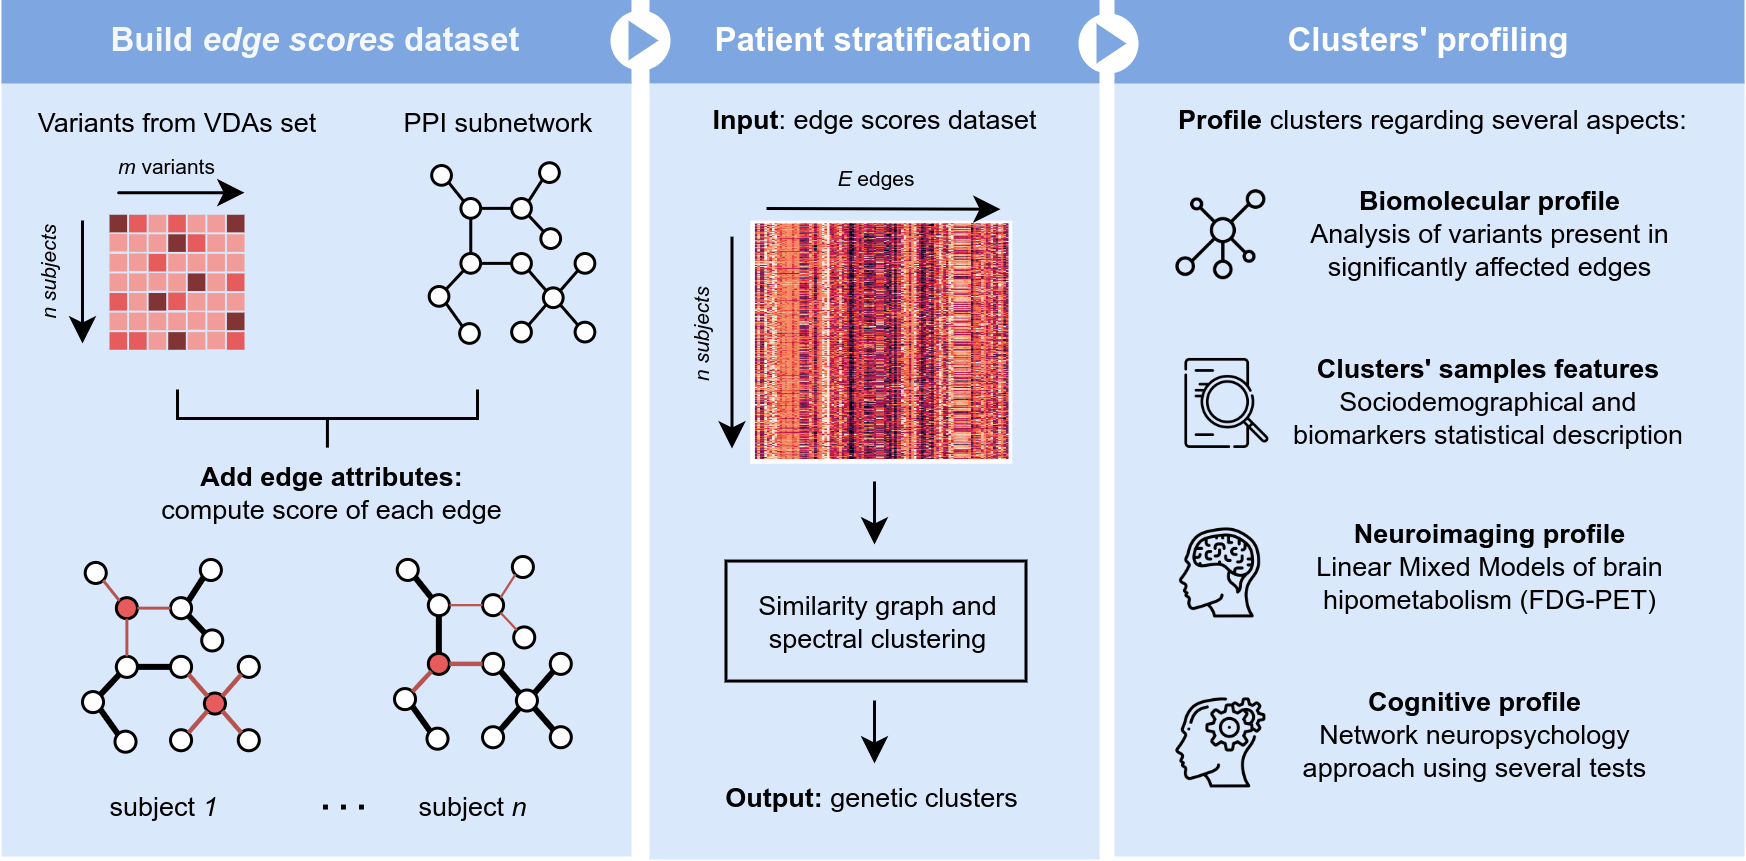 Build edge scores dataset
Variants from VDAs set
PPI subnetwork
m variants
n subjects
Add edge attributes:
compute score of each edge
subject 1
...
subject n
Patient stratification
Input: edge scores dataset
E edges
n subjects
Similarity graph and
spectral clustering
Output: genetic clusters
Clusters' profiling
Profile clusters regarding several aspects:
Biomolecular profile
Analysis of variants present in
significantly affected edges
Clusters' samples features
Sociodemographical and
biomarkers statistical description
Neuroimaging profile
Linear Mixed Models of brain
hipometabolism (FDG-PET)
Cognitive profile
Network neuropsychology
approach using several tests